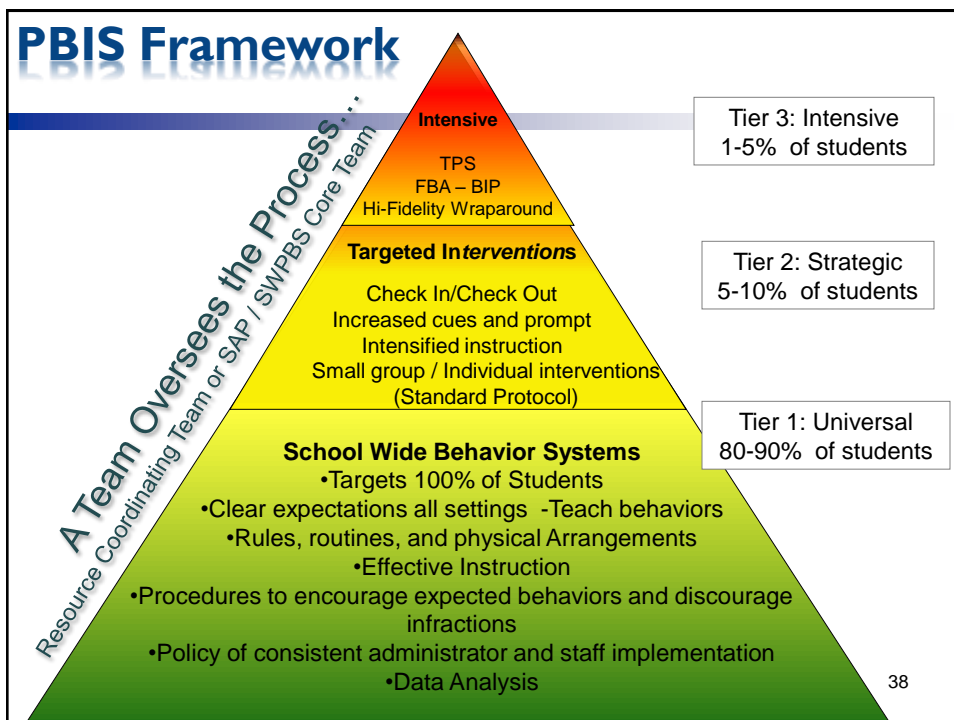 PBIS Framework
A Team Oversees the Process…
Resource Coordinating Team or SAP / SWPBS Core Team
Intensive
TPS
FBA – BIP
Hi-Fidelity Wraparound
Tier 3: Intensive
1-5% of students
Targeted Interventions
Check In/Check Out
Increased cues and prompt
Intensified instruction
Small group / Individual interventions
(Standard Protocol)
Tier 2: Strategic
5-10% of students
School Wide Behavior Systems
•Targets 100% of Students
•Clear expectations all settings -Teach behaviors
•Rules, routines, and physical Arrangements
•Effective Instruction
•Procedures to encourage expected behaviors and discourage
infractions
•Policy of consistent administrator and staff implementation
•Data Analysis
Tier 1: Universal
80-90% of students
38